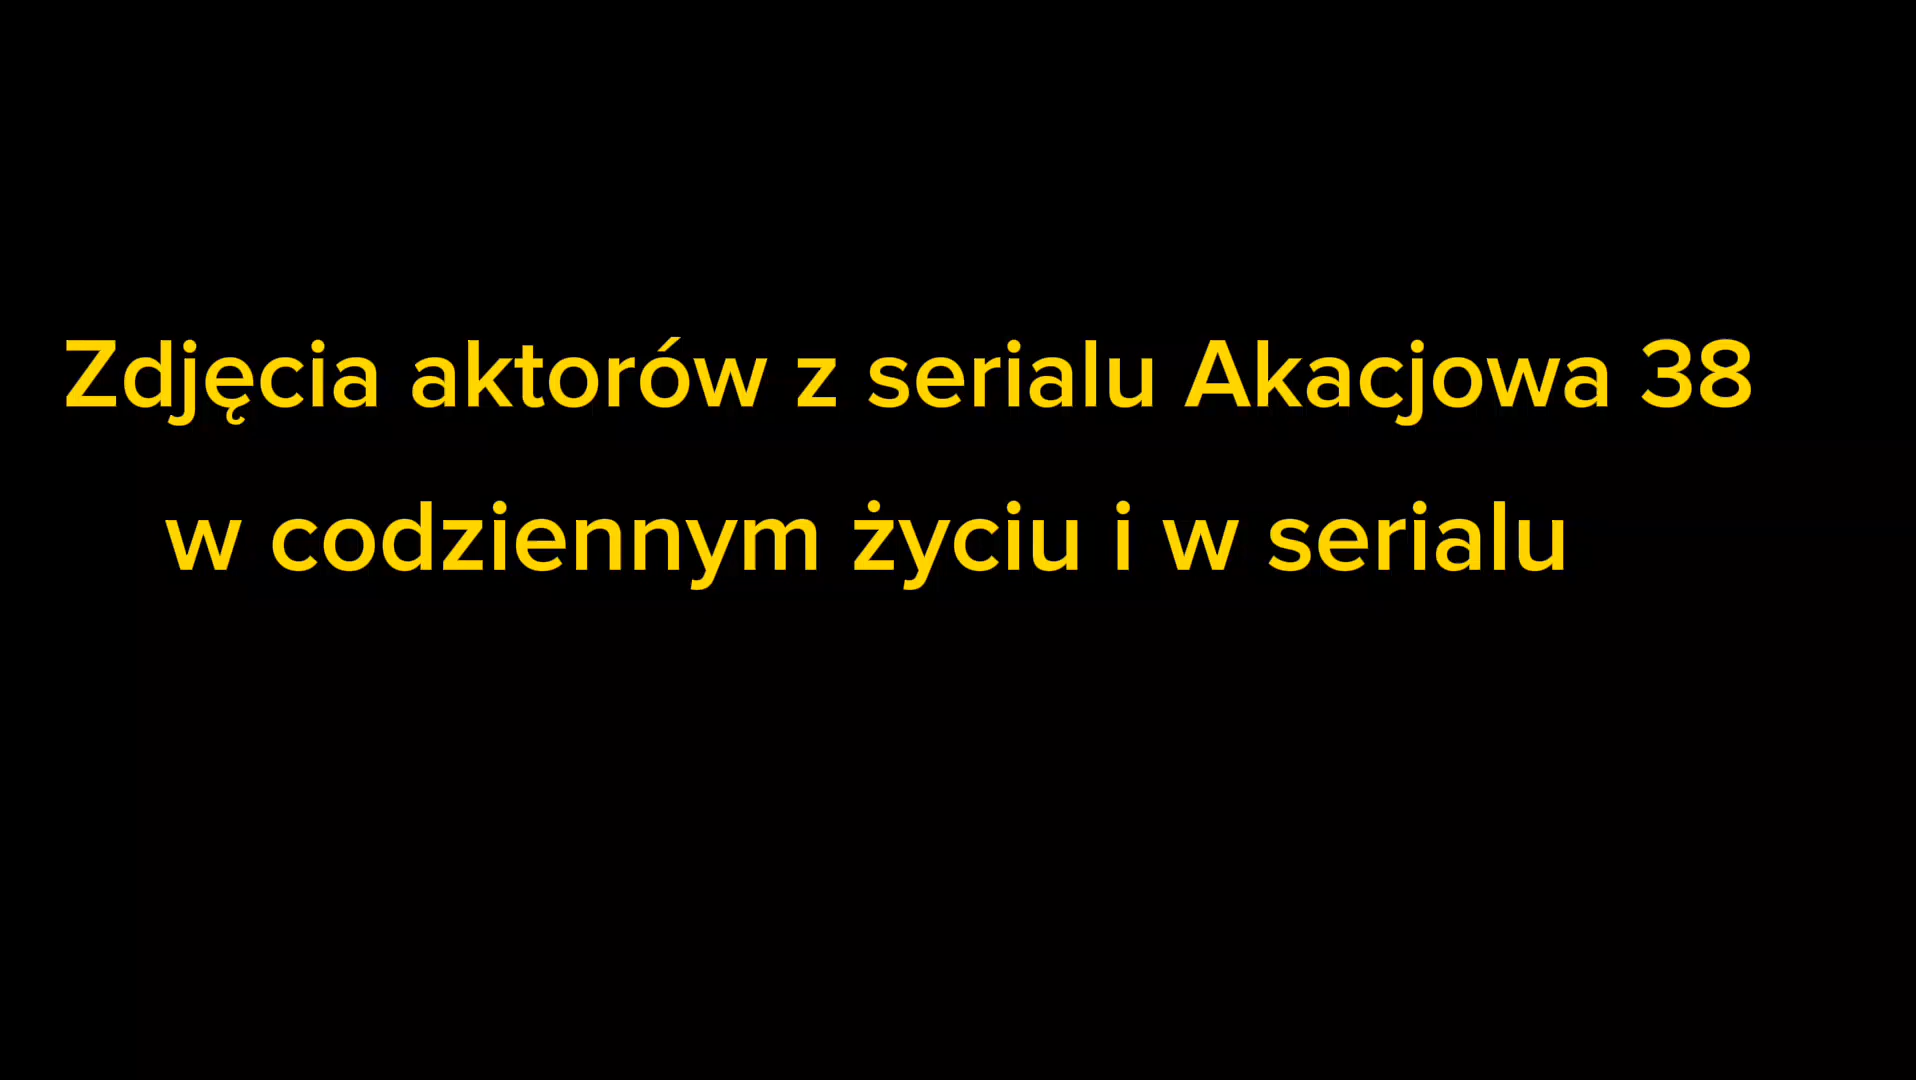 Zdjęcia aktorów z serialu Akacjowa 38
w codziennym życiu i w serialu